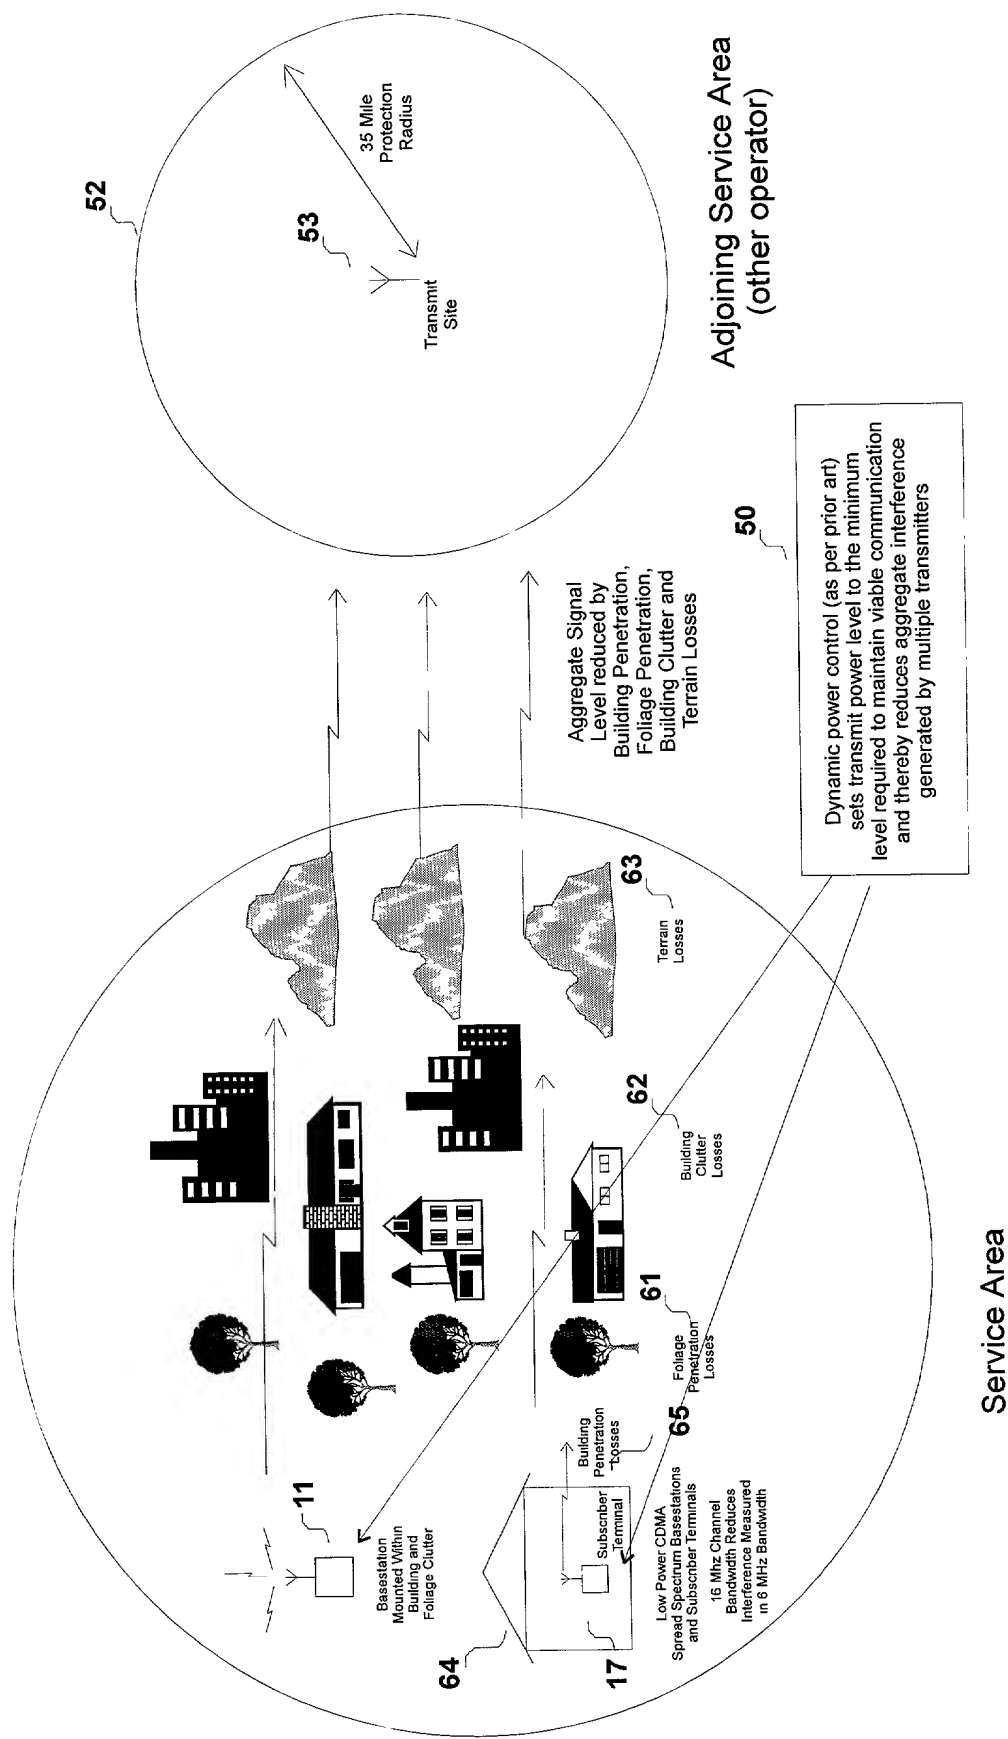 52
35 Mile
Protection
Radius
53
Transmit
Site
Adjoining Service Area
(other operator)
Aggregate Signal
Level reduced by
Building Penetration,
Foliage Penetration,
Building Clutter and
Terrain Losses
50
Dynamic power control (as per prior art)
sets transmit power level to the minimum
level required to maintain viable communication
and thereby reduces aggregate interference
generated by multiple transmitters
63
Terrain
Losses
62
Building
Clutter
Losses
61
Foliage
Penetration
Losses
65
Building
Penetration
Losses
11
Basestation
Mounted Within
Building and
Foliage Clutter
64
Subscriber
Terminal
17
Low Power CDMA
Spread Spectrum Basestations
and Subscriber Terminals
16 Mhz Channel
Bandwidth Reduces
Interference Measured
in 6 MHz Bandwidth
Service Area